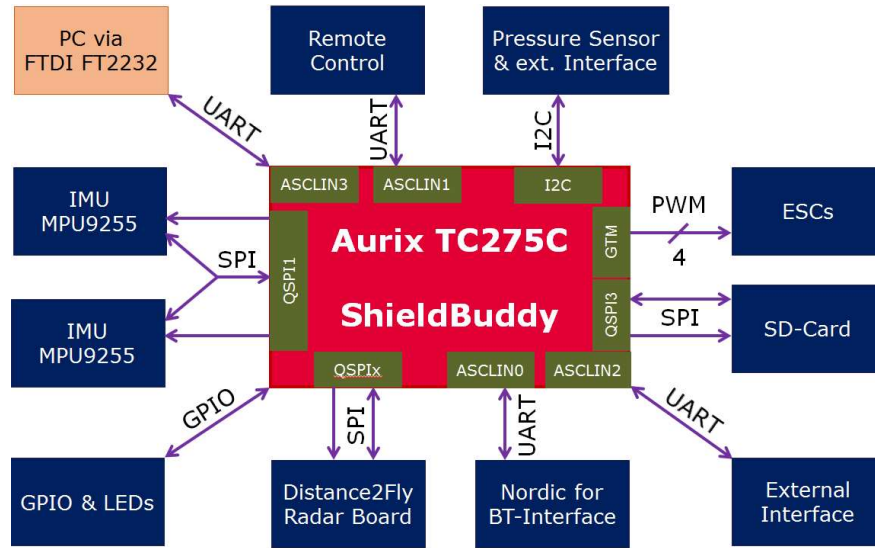 PC via
FTDI FT2232
Remote
Control
Pressure Sensor
& ext. Interface
UART
UART
I2C
IMU
MPU9255
ASCLIN3
ASCLIN1
I2C
PWM
4
ESCs
Aurix TC275C
GTM
SPI
QSPI1
ShieldBuddy
QSPI3
SPI
SD-Card
IMU
MPU9255
QSPIx
ASCLIN0
ASCLIN2
GPIO
SPI
UART
UART
GPIO & LEDs
Distance2Fly
Radar Board
Nordic for
BT-Interface
External
Interface